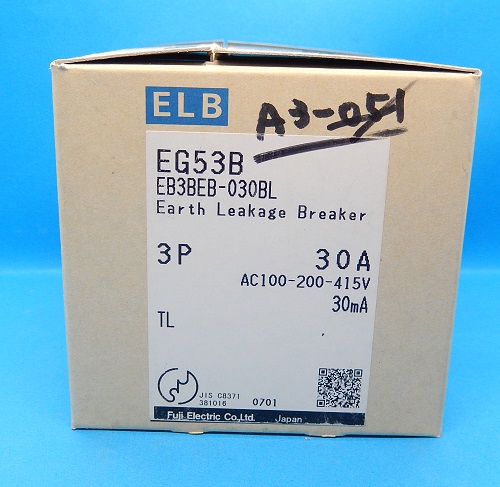 ELB
A3-051
EG53B
EB3BEB-030BL
Earth Leakage Breaker
3P 30A
AC100-200-415V
30mA
TL
JIS C8371
381016 0701
Fuji Electric Co.,Ltd. Japan